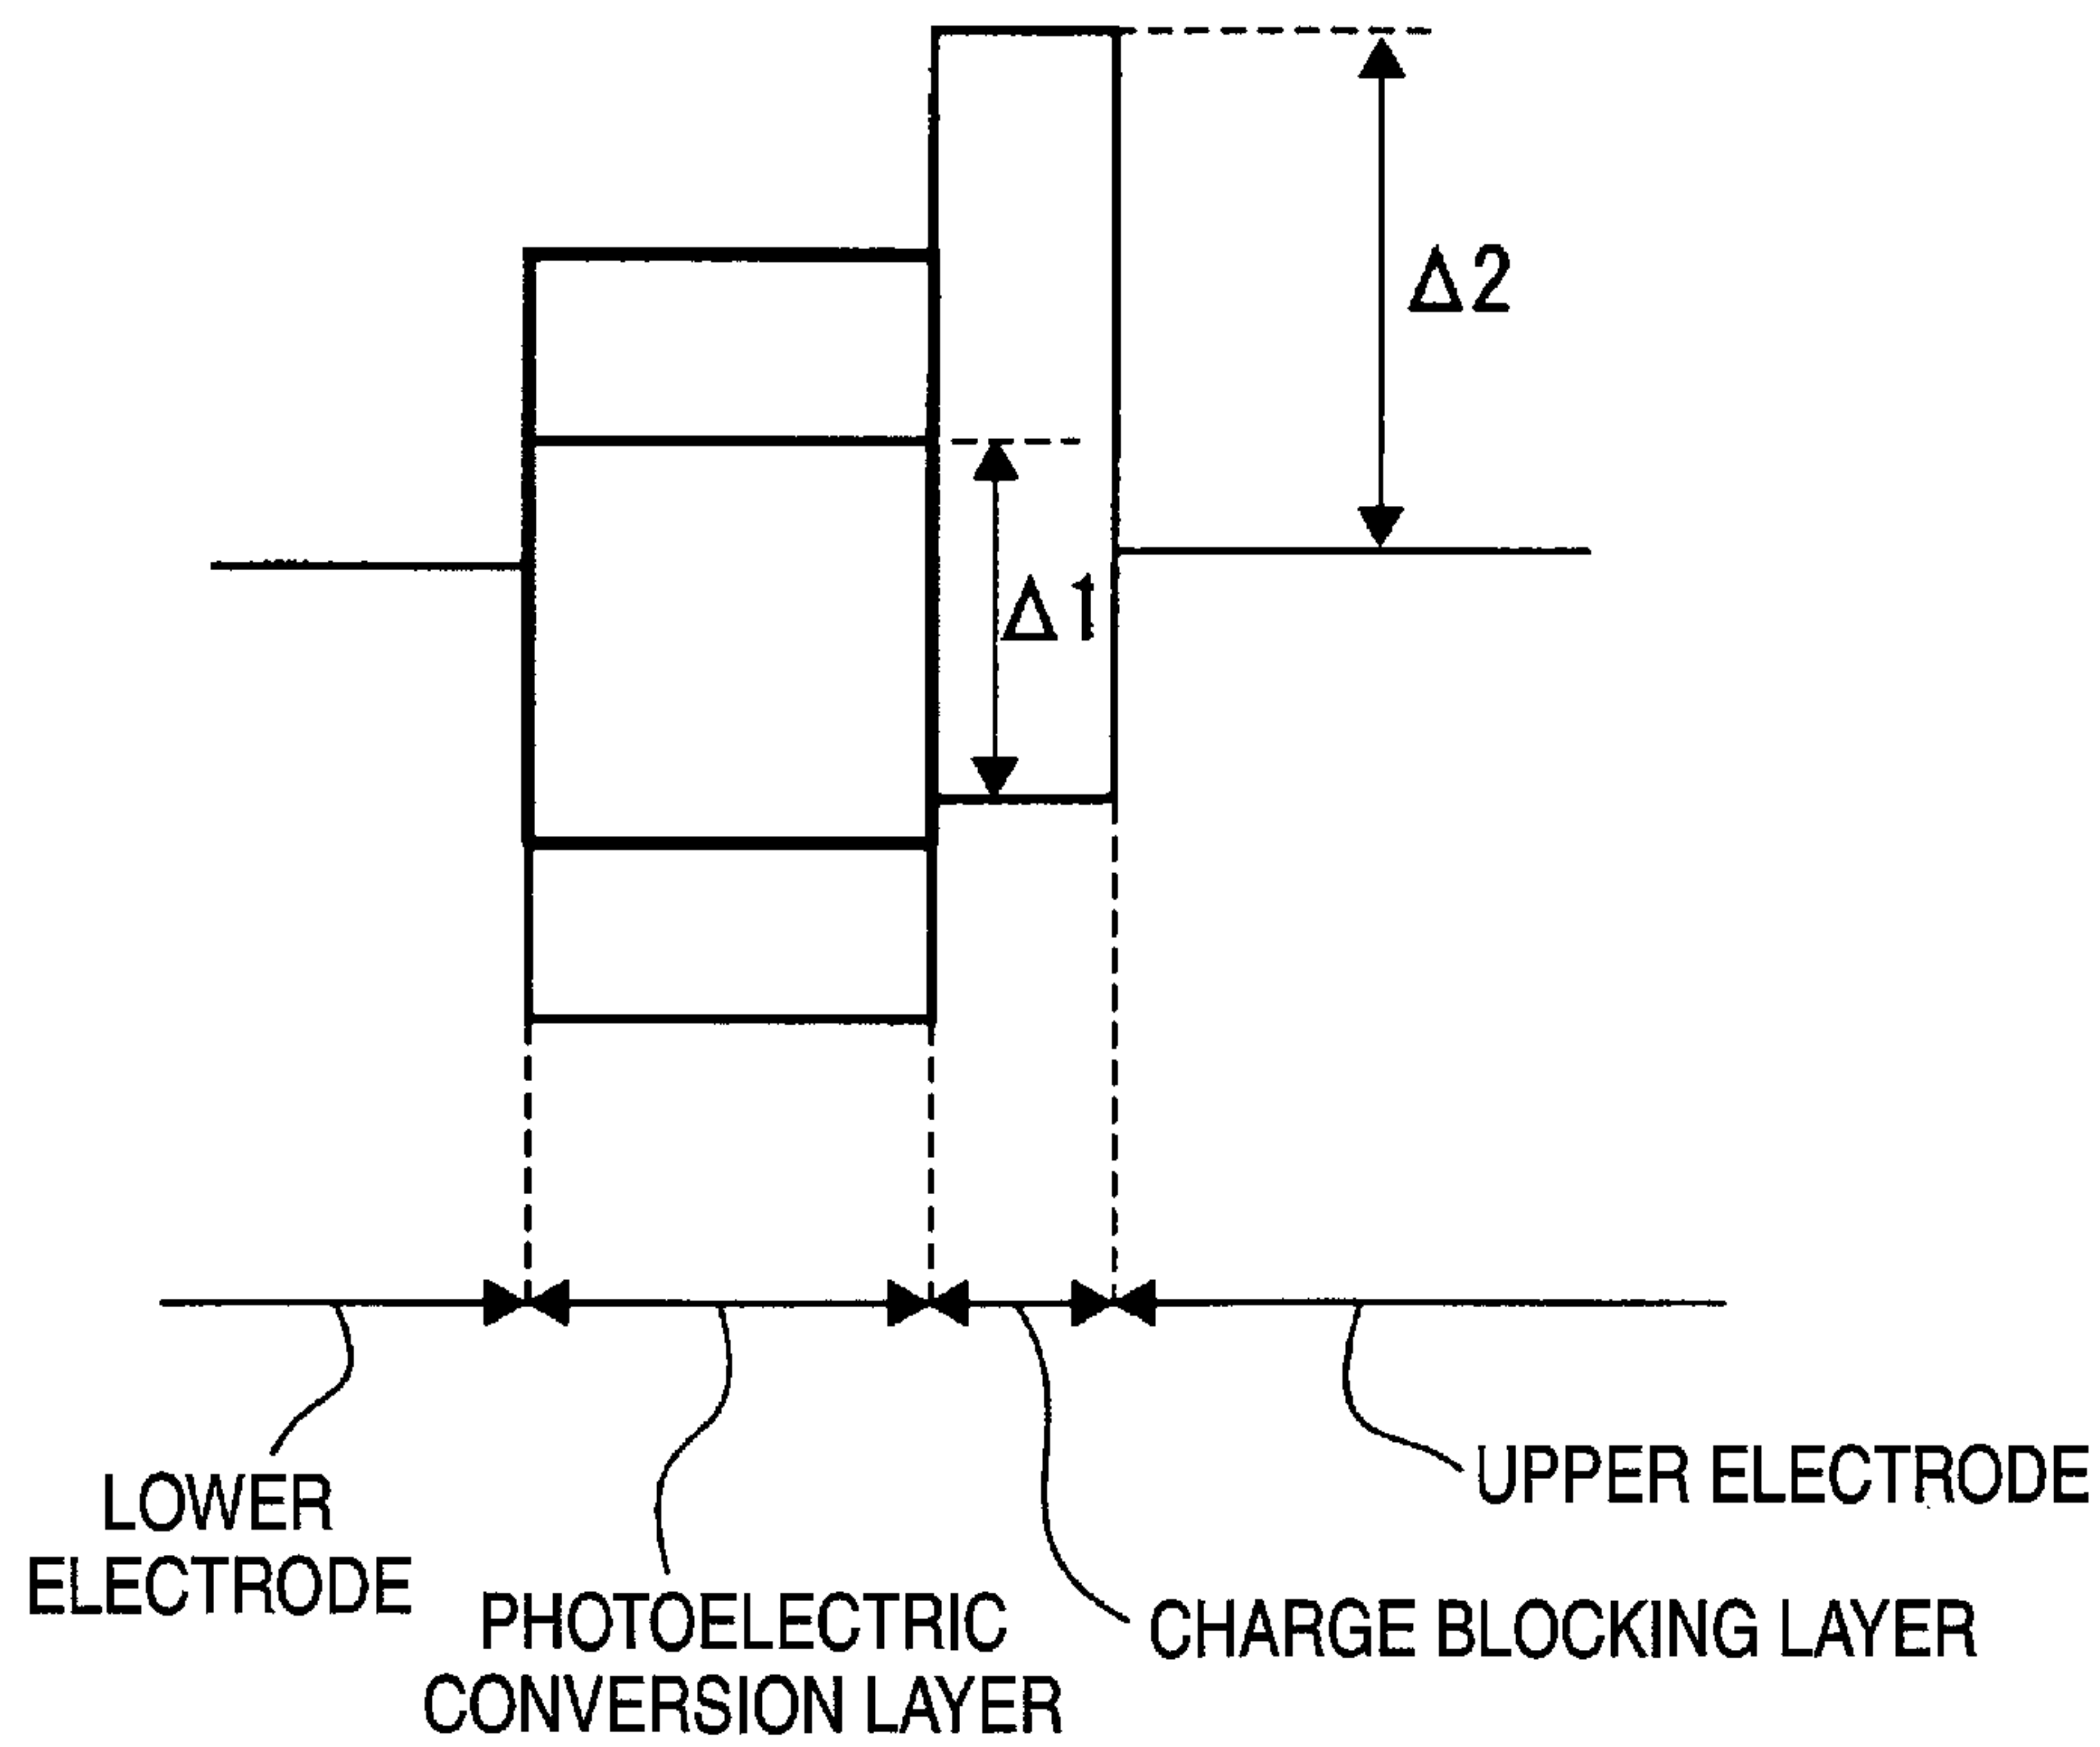 Δ2
Δ1
LOWER
ELECTRODE
PHOTOELECTRIC
CONVERSION LAYER
CHARGE BLOCKING LAYER
UPPER ELECTRODE